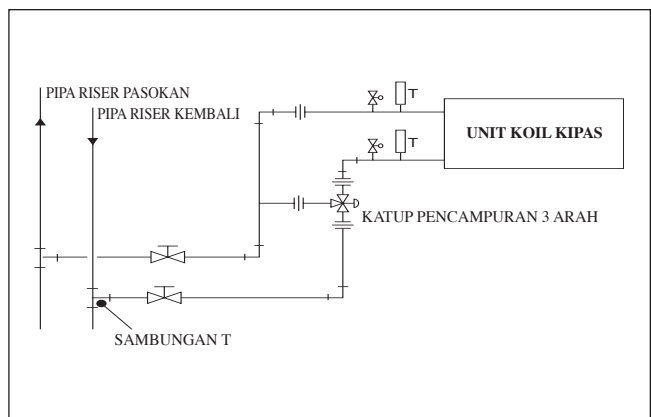 PIPA RISER PASOKAN
PIPA RISER KEMBALI
T
T
UNIT KOIL KIPAS
KATUP PENCAMPURAN 3 ARAH
SAMBUNGAN T